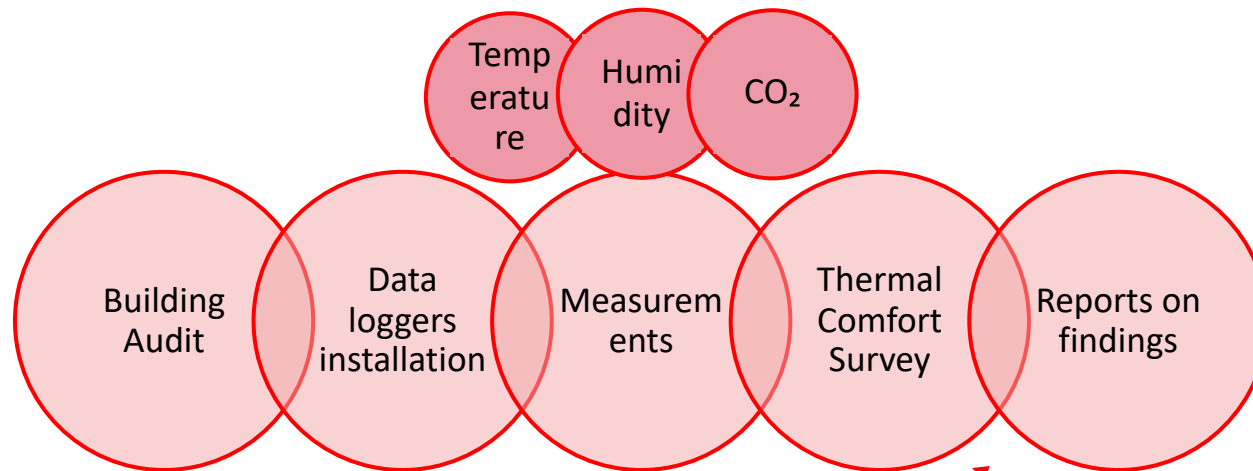 Temp
eratu
re
Humi
dity
CO₂
Building
Audit
Data
loggers
installation
Measurem
ents
Thermal
Comfort
Survey
Reports on
findings